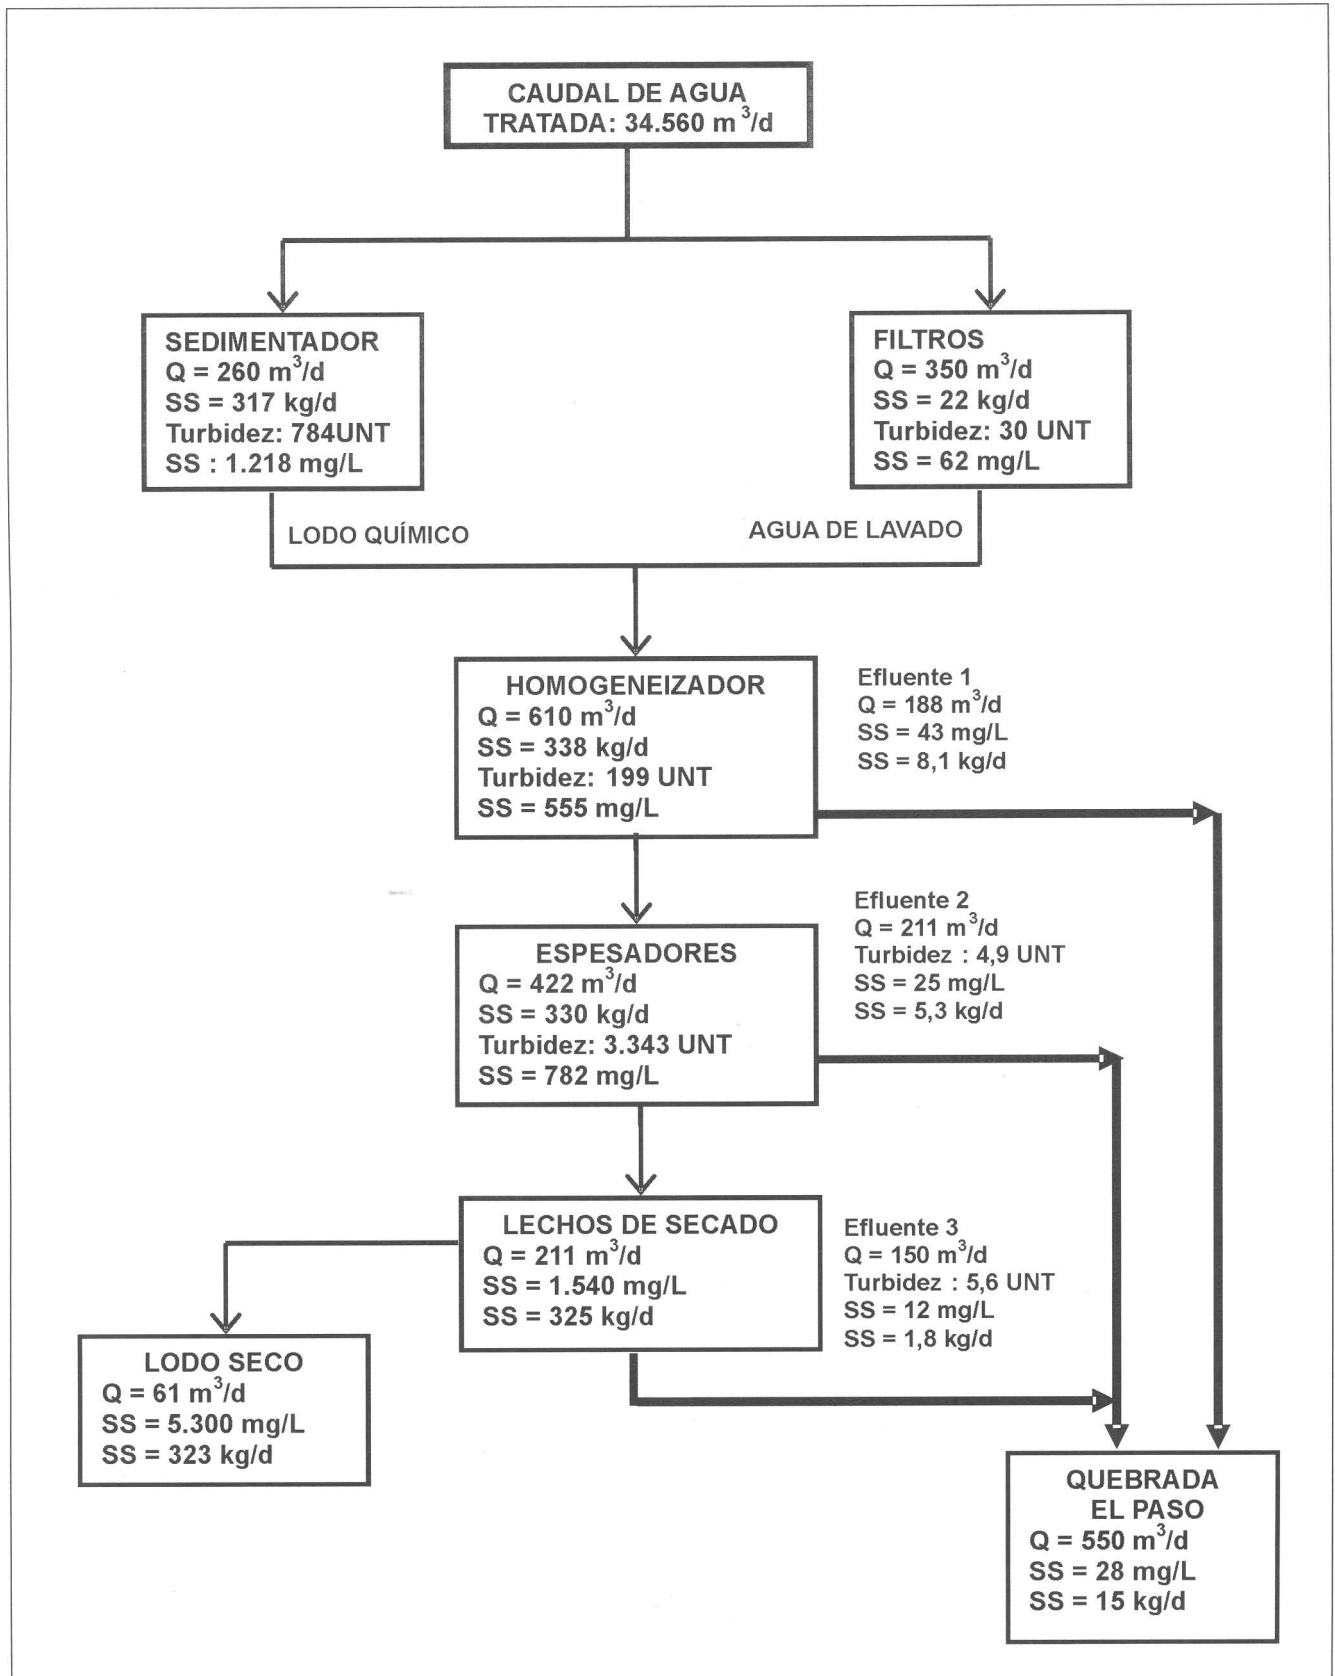 CAUDAL DE AGUA
TRATADA: 34.560 m³/d
SEDIMENTADOR
Q = 260 m³/d
SS = 317 kg/d
Turbidez: 784UNT
SS : 1.218 mg/L
FILTROS
Q = 350 m³/d
SS = 22 kg/d
Turbidez: 30 UNT
SS = 62 mg/L
LODO QUÍMICO
AGUA DE LAVADO
HOMOGENEIZADOR
Q = 610 m³/d
SS = 338 kg/d
Turbidez: 199 UNT
SS = 555 mg/L
Efluente 1
Q = 188 m³/d
SS = 43 mg/L
SS = 8,1 kg/d
ESPESADORES
Q = 422 m³/d
SS = 330 kg/d
Turbidez: 3.343 UNT
SS = 782 mg/L
Efluente 2
Q = 211 m³/d
Turbidez : 4,9 UNT
SS = 25 mg/L
SS = 5,3 kg/d
LECHOS DE SECADO
Q = 211 m³/d
SS = 1.540 mg/L
SS = 325 kg/d
Efluente 3
Q = 150 m³/d
Turbidez : 5,6 UNT
SS = 12 mg/L
SS = 1,8 kg/d
LODO SECO
Q = 61 m³/d
SS = 5.300 mg/L
SS = 323 kg/d
QUEBRADA
EL PASO
Q = 550 m³/d
SS = 28 mg/L
SS = 15 kg/d